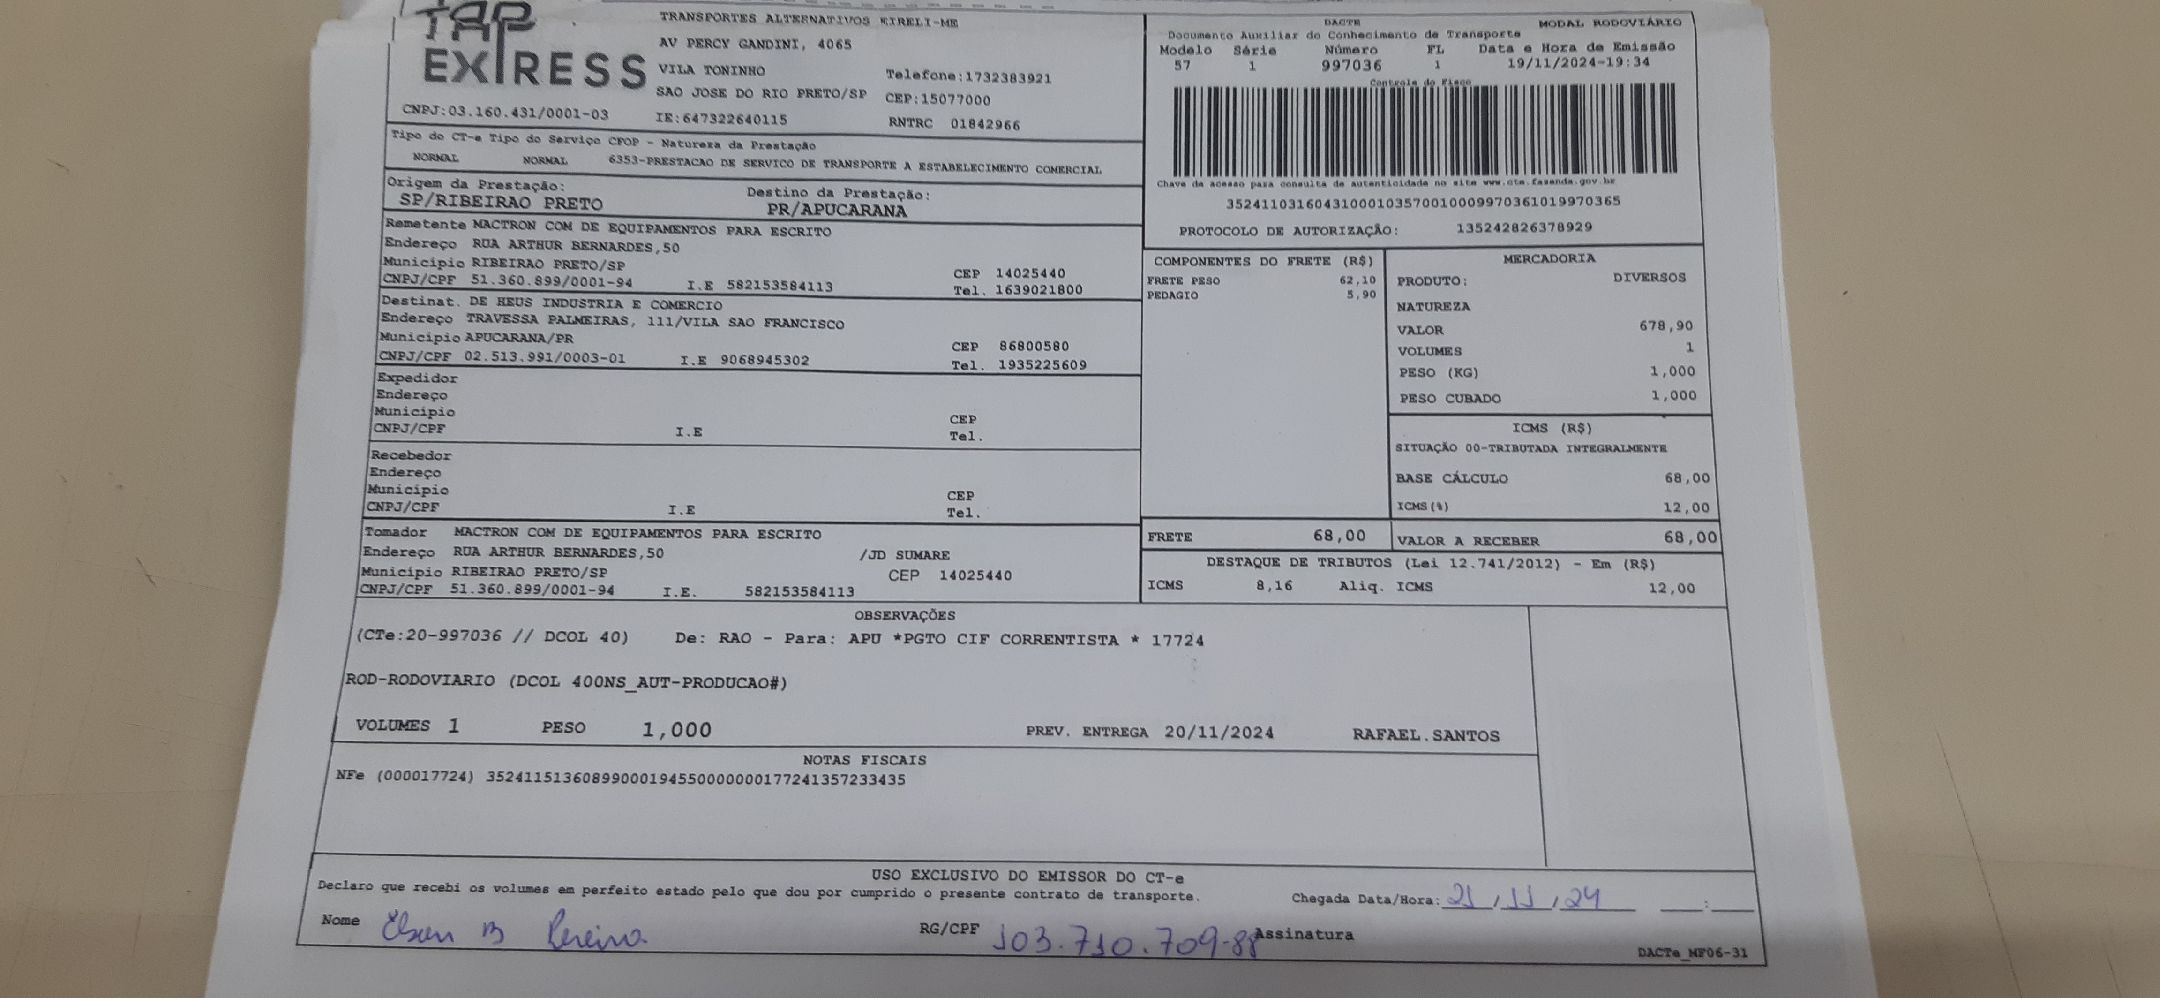 TAP
EXPRESS
TRANSPORTES ALTERNATIVOS EIRELI-ME
AV PERCY GANDINI, 4065
VILA TONINHO
Telefone:1732383921
SAO JOSE DO RIO PRETO/SP
CEP:15077000
CNPJ:03.160.431/0001-03
IE:647322640115
RNTRC 01842966
DACTE
MODAL RODOVIÁRIO
Documento Auxiliar do Conhecimento de Transporte
Modelo Série Número FL Data e Hora de Emissão
57 1 997036 1 19/11/2024-19:34
Controle do Fisco
Chave de acesso para consulta de autenticidade no site www.cte.fazenda.gov.br
35241103160431000103570010009970361019970365
PROTOCOLO DE AUTORIZAÇÃO: 135242826378929
Tipo do CT-e Tipo do Serviço CFOP - Natureza da Prestação
NORMAL NORMAL 6353-PRESTACAO DE SERVICO DE TRANSPORTE A ESTABELECIMENTO COMERCIAL
Origem da Prestação: Destino da Prestação:
SP/RIBEIRAO PRETO PR/APUCARANA
Remetente MACTRON COM DE EQUIPAMENTOS PARA ESCRITO
Endereço RUA ARTHUR BERNARDES,50
Município RIBEIRAO PRETO/SP CEP 14025440
CNPJ/CPF 51.360.899/0001-94 I.E 582153584113 Tel. 1639021800
Destinat. DE HEUS INDUSTRIA E COMERCIO
Endereço TRAVESSA PALMEIRAS, 111/VILA SAO FRANCISCO
Município APUCARANA/PR CEP 86800580
CNPJ/CPF 02.513.991/0003-01 I.E 9068945302 Tel. 1935225609
Expedidor
Endereço
Município CEP
CNPJ/CPF I.E Tel.
Recebedor
Endereço
Município CEP
CNPJ/CPF I.E Tel.
Tomador MACTRON COM DE EQUIPAMENTOS PARA ESCRITO
Endereço RUA ARTHUR BERNARDES,50 /JD SUMARE
Município RIBEIRAO PRETO/SP CEP 14025440
CNPJ/CPF 51.360.899/0001-94 I.E. 582153584113
COMPONENTES DO FRETE (R$)
FRETE PESO 62,10
PEDAGIO 5,90
MERCADORIA
PRODUTO: DIVERSOS
NATUREZA
VALOR 678,90
VOLUMES 1
PESO (KG) 1,000
PESO CUBADO 1,000
ICMS (R$)
SITUAÇÃO 00-TRIBUTADA INTEGRALMENTE
BASE CÁLCULO 68,00
ICMS(%) 12,00
FRETE 68,00 VALOR A RECEBER 68,00
DESTAQUE DE TRIBUTOS (Lei 12.741/2012) - Em (R$)
ICMS 8,16 Aliq. ICMS 12,00
OBSERVAÇÕES
(CTe:20-997036 // DCOL 40) De: RAO - Para: APU *PGTO CIF CORRENTISTA * 17724
ROD-RODOVIARIO (DCOL 400NS_AUT-PRODUCAO#)
VOLUMES 1 PESO 1,000 PREV. ENTREGA 20/11/2024 RAFAEL.SANTOS
NOTAS FISCAIS
NFe (000017724) 35241151360899000194550000000177241357233435
USO EXCLUSIVO DO EMISSOR DO CT-e
Declaro que recebi os volumes em perfeito estado pelo que dou por cumprido o presente contrato de transporte. Chegada Data/Hora: 21/11/24 __:__
Nome B Pereira RG/CPF 103.710.709-88 Assinatura
DACTe_MF06-31